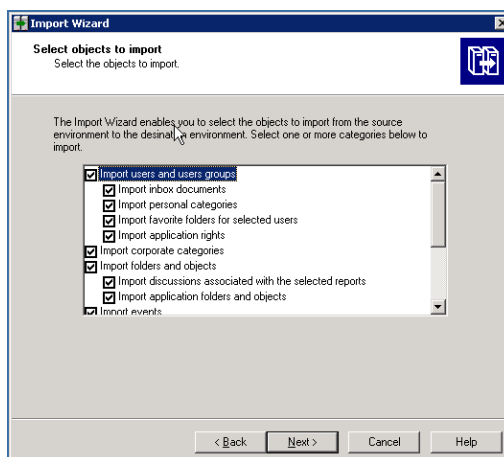 Import Wizard
Select objects to import
Select the objects to import.
The Import Wizard enables you to select the objects to import from the source
environment to the desination environment. Select one or more categories below to
import.
Import users and users groups
Import inbox documents
Import personal categories
Import favorite folders for selected users
Import application rights
Import corporate categories
Import folders and objects
Import discussions associated with the selected reports
Import application folders and objects
Import events
< Back
Next >
Cancel
Help